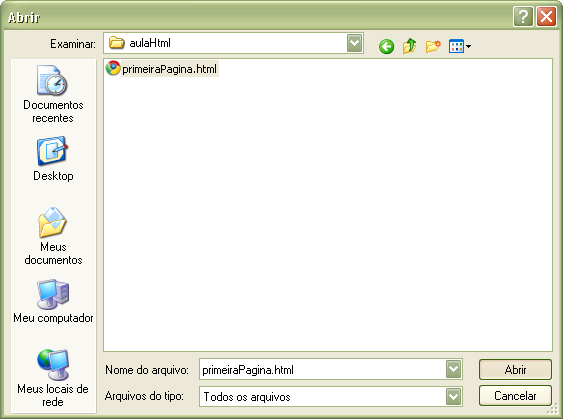 Abrir
Examinar:
aulaHtml
primeiraPagina.html
Documentos
recentes
Desktop
Meus
documentos
Meu computador
Meus locais de
rede
Nome do arquivo:
primeiraPagina.html
Abrir
Arquivos do tipo:
Todos os arquivos
Cancelar